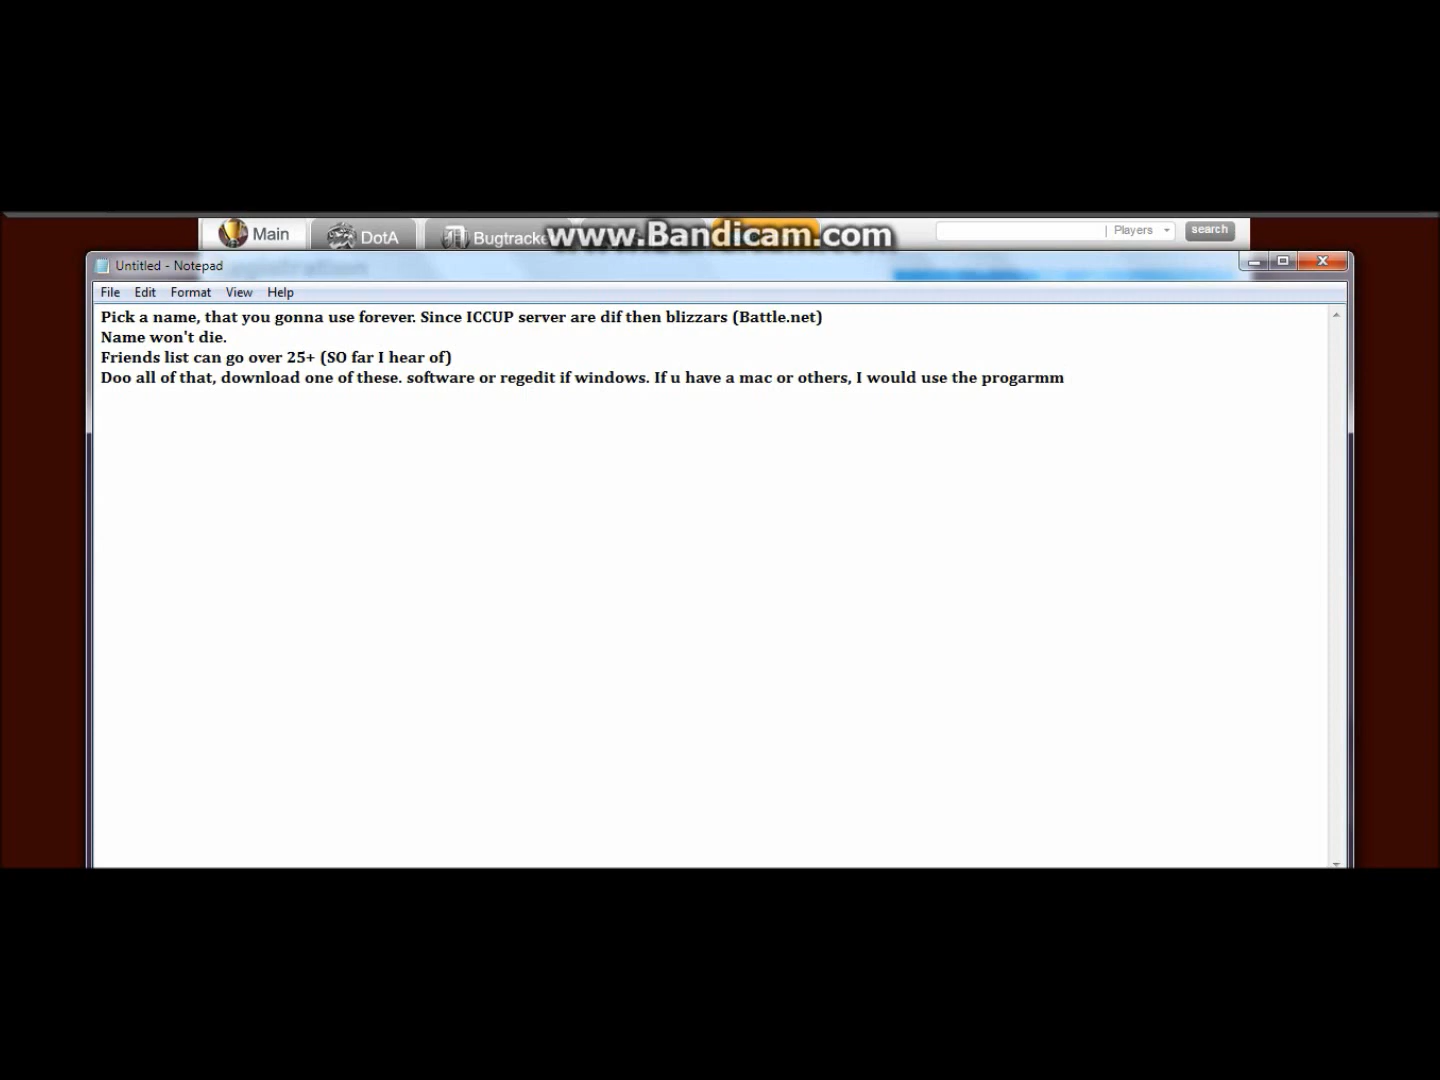 Main
DotA
Bugtracke
www.Bandicam.com
Players
search
Untitled - Notepad
File Edit Format View Help
Pick a name, that you gonna use forever. Since ICCUP server are dif then blizzars (Battle.net)
Name won't die.
Friends list can go over 25+ (SO far I hear of)
Doo all of that, download one of these. software or regedit if windows. If u have a mac or others, I would use the progarmm